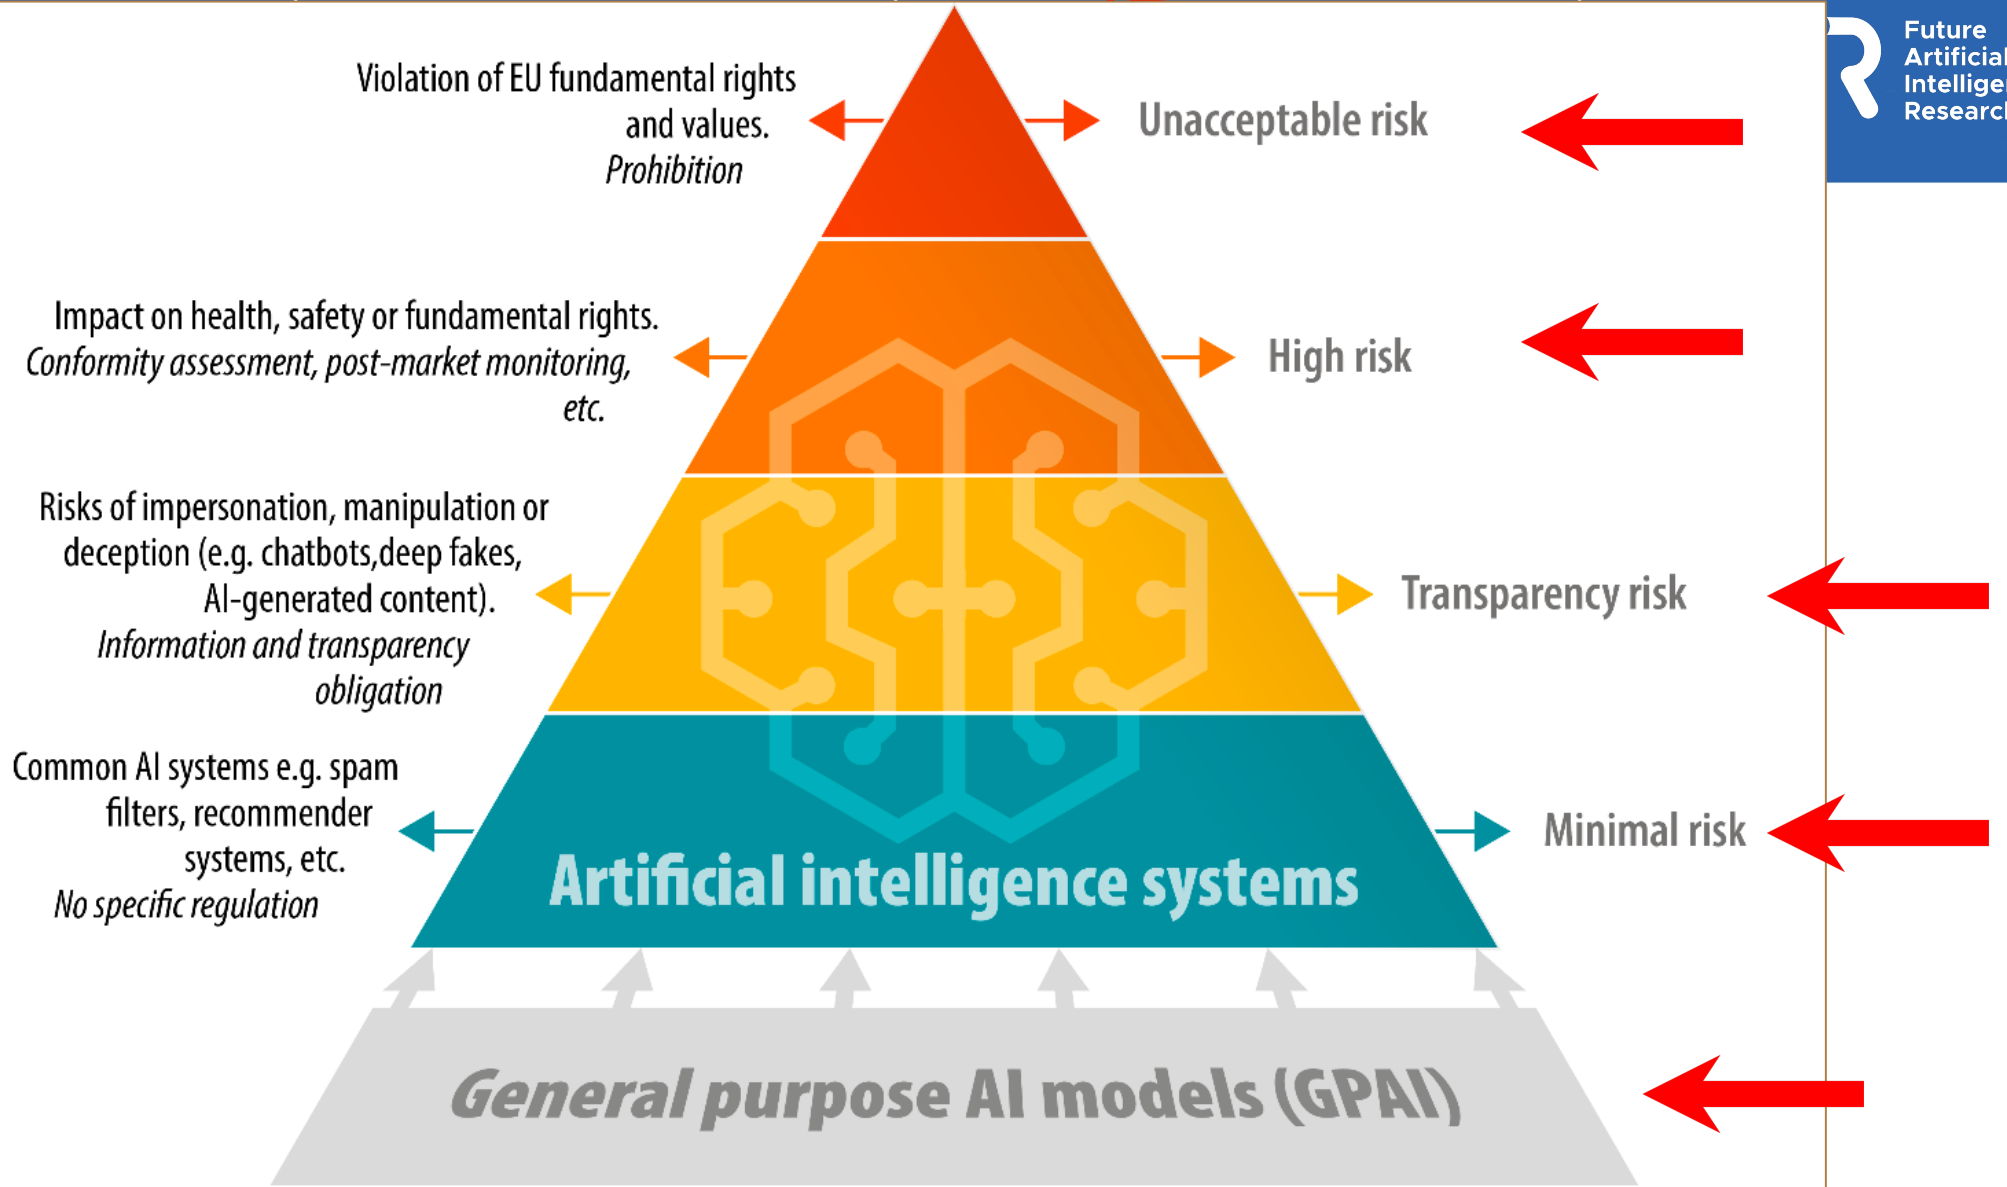 Future
Artificial
Research
Violation of EU fundamental rights
and values.
Prohibition
Unacceptable risk
Impact on health, safety or fundamental rights.
Conformity assessment, post-market monitoring,
etc.
High risk
Risks of impersonation, manipulation or
deception (e.g. chatbots,deep fakes,
AI-generated content).
Information and transparency
obligation
Transparency risk
Common AI systems e.g. spam
filters, recommender
systems, etc.
No specific regulation
Minimal risk
Artificial intelligence systems
General purpose AI models (GPAI)